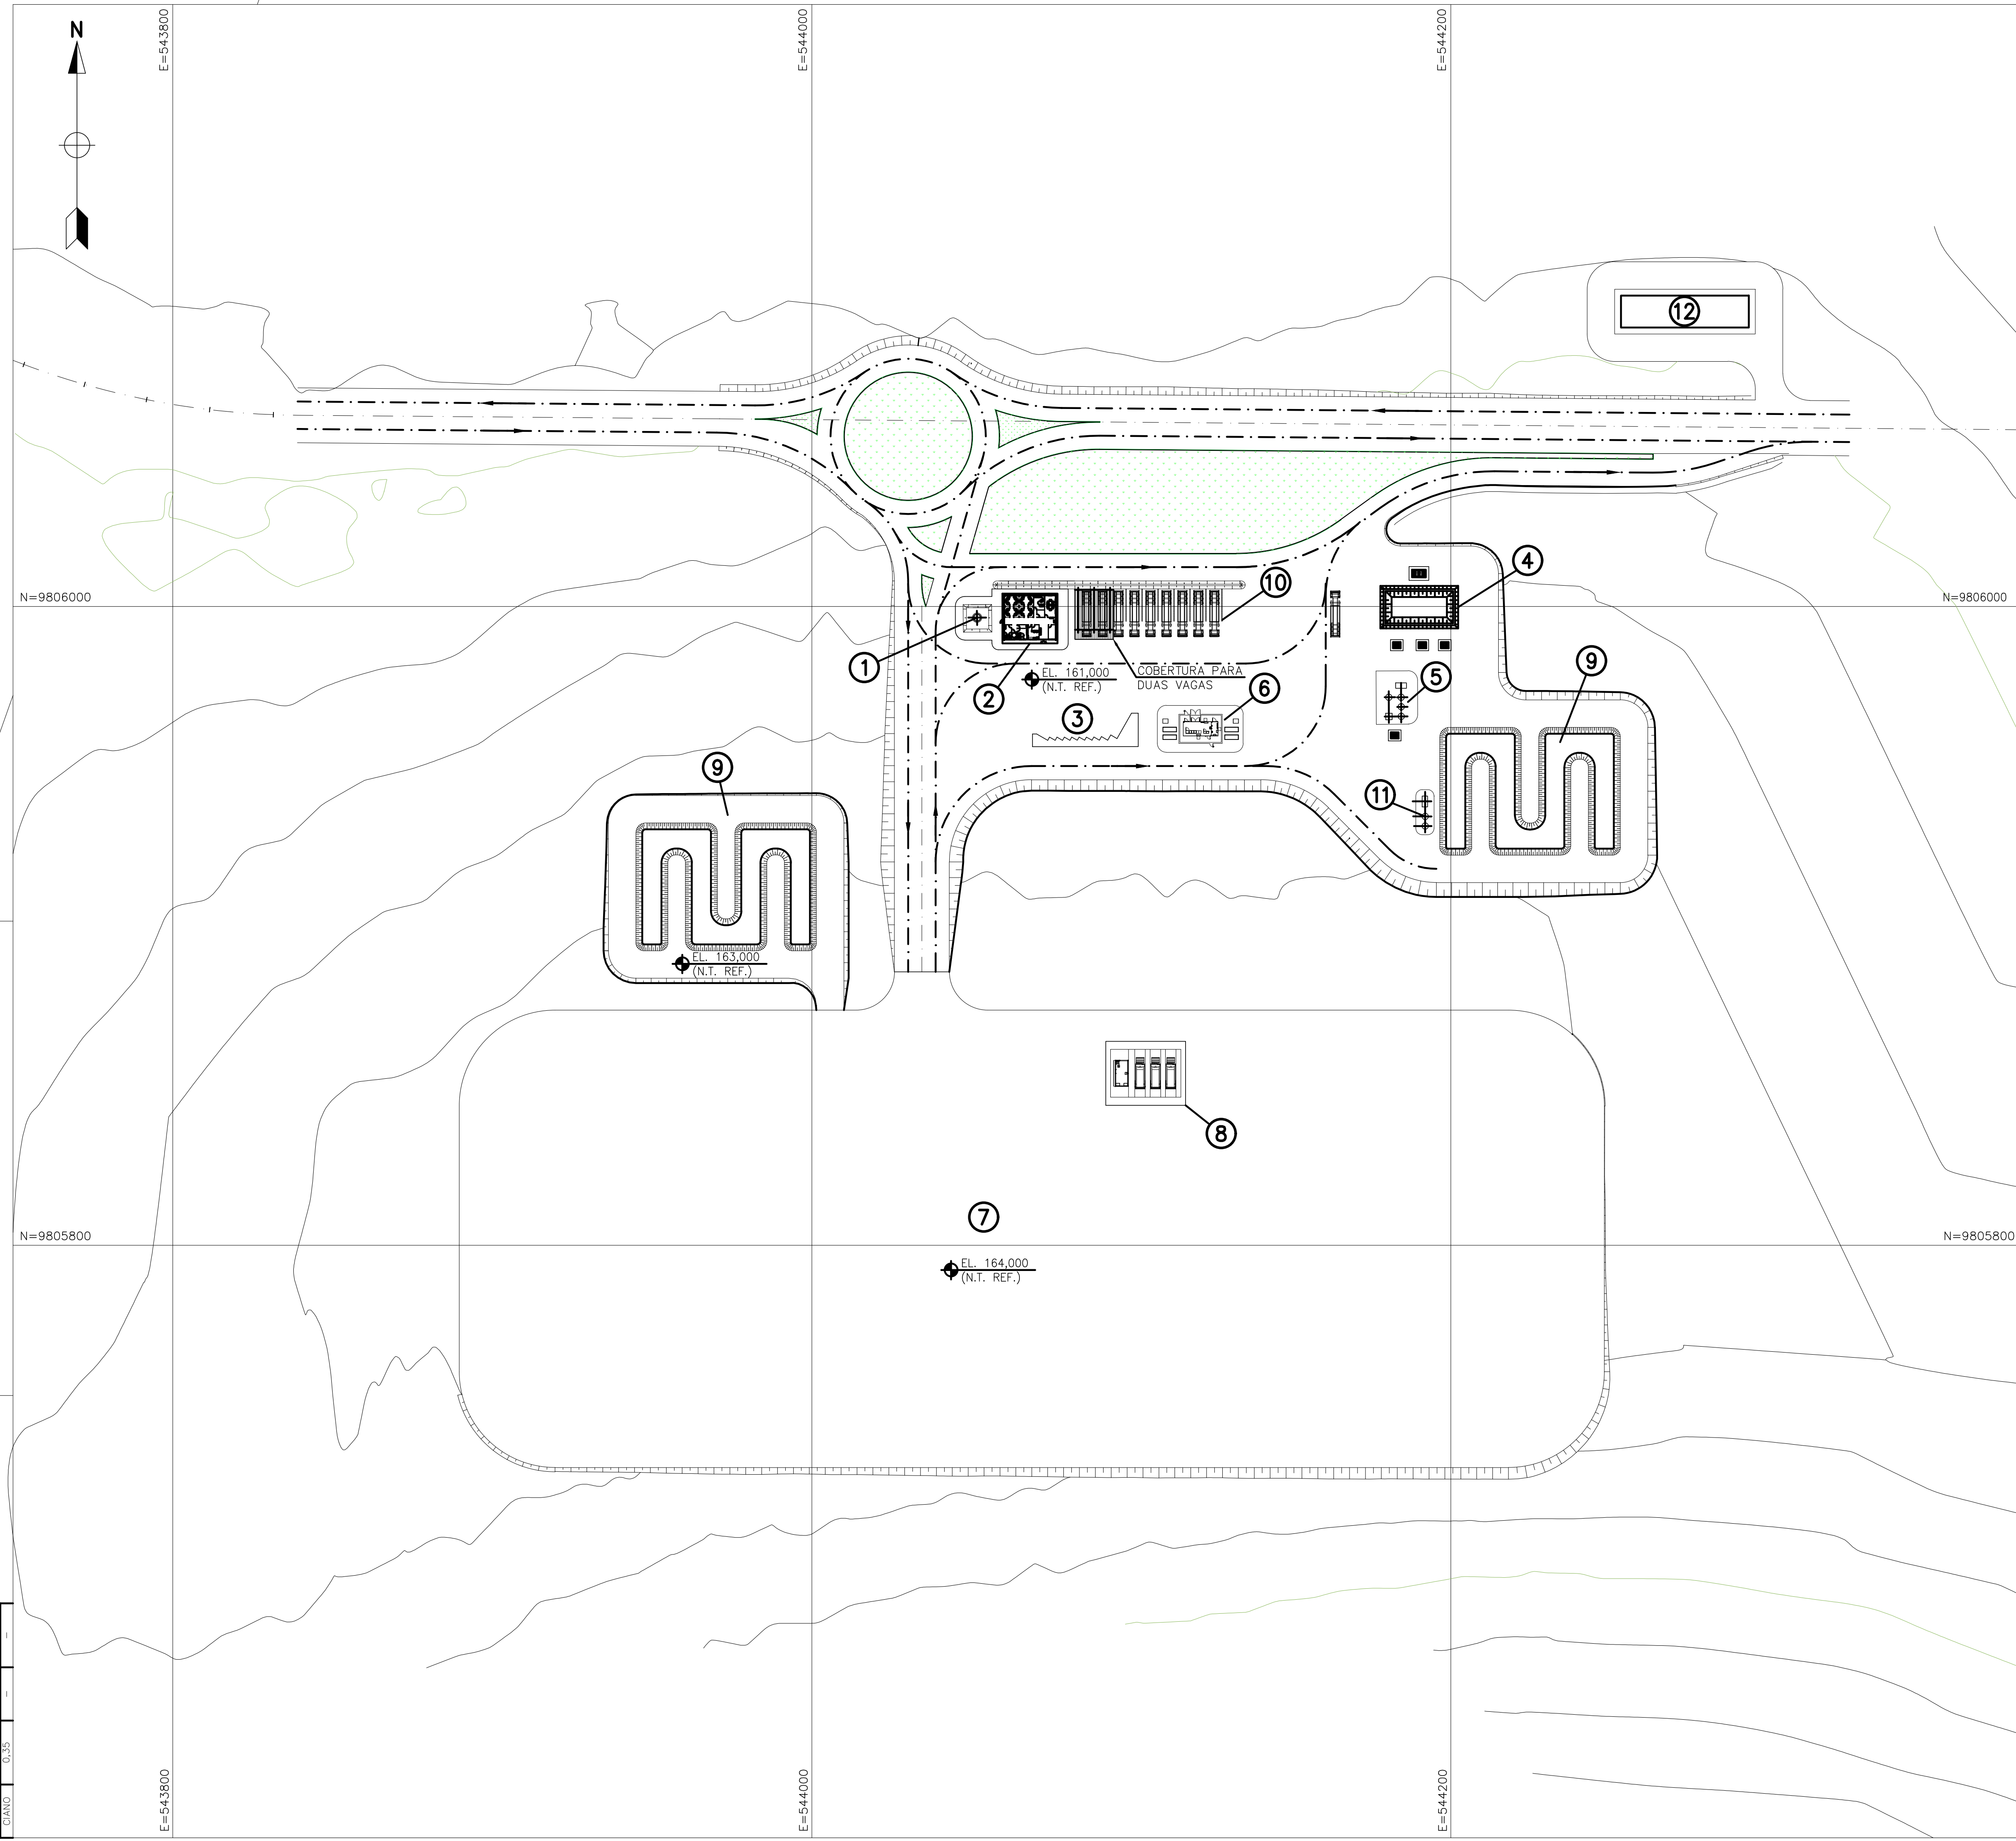 N
E=543800
E=544000
E=544200
12
4
10
N=9806000
N=9806000
1
2
EL. 161,000
(N.T. REF.)
COBERTURA PARA
DUAS VAGAS
5
9
6
3
9
11
EL. 163,000
(N.T. REF.)
8
7
N=9805800
N=9805800
EL. 164,000
(N.T. REF.)
–
–
0,35
CIANO
E=543800
E=544000
E=544200